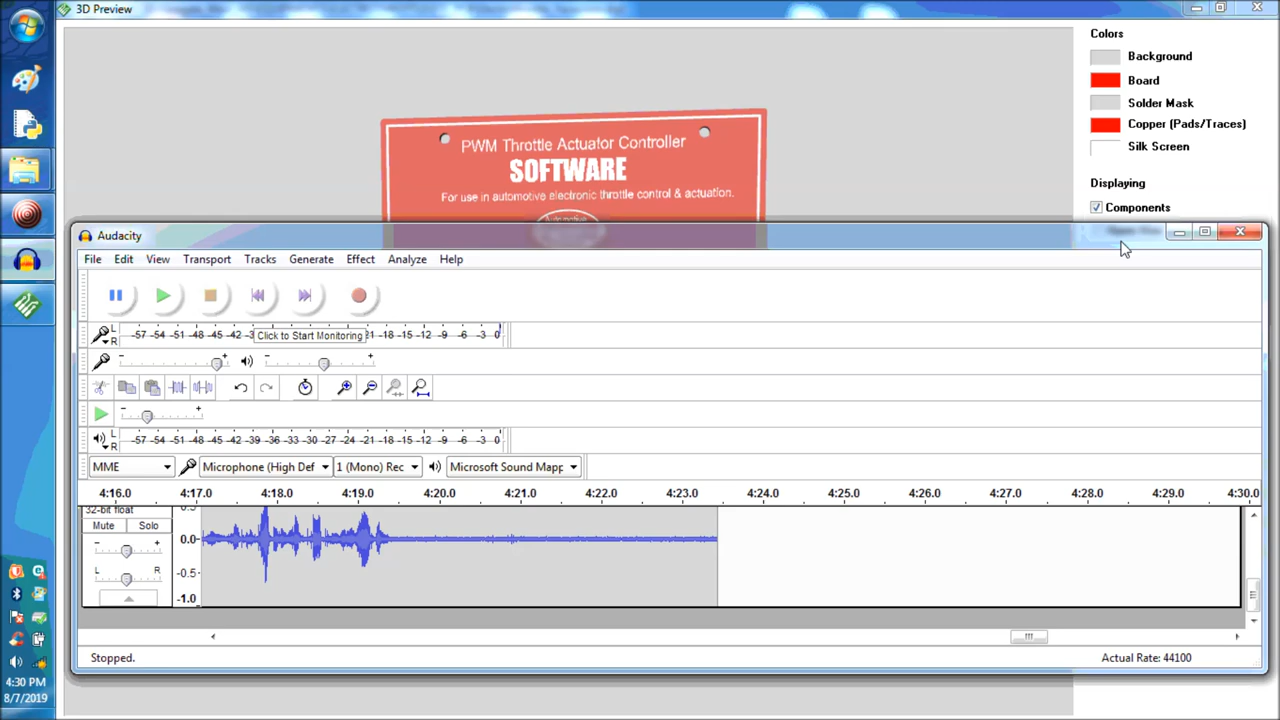 3D Preview
PWM Throttle Actuator Controller
SOFTWARE
For use in automotive electronic throttle control & actuation.
Automotive
Colors
Background
Board
Solder Mask
Copper (Pads/Traces)
Silk Screen
Displaying
Components
Audacity
File Edit View Transport Tracks Generate Effect Analyze Help
L
R
-57 -54 -51 -48 -45 -42 Click to Start Monitoring -18 -15 -12 -9 -6 -3 0
- + - +
- +
L
R
-57 -54 -51 -48 -45 -42 -39 -36 -33 -30 -27 -24 -21 -18 -15 -12 -9 -6 -3 0
MME Microphone (High Def 1 (Mono) Rec Microsoft Sound Mapp
4:16.0 4:17.0 4:18.0 4:19.0 4:20.0 4:21.0 4:22.0 4:23.0 4:24.0 4:25.0 4:26.0 4:27.0 4:28.0 4:29.0 4:30.0
32-bit float
Mute Solo
- +
L R
0.5
0.0
-0.5
-1.0
Stopped.
Actual Rate: 44100
4:30 PM
8/7/2019